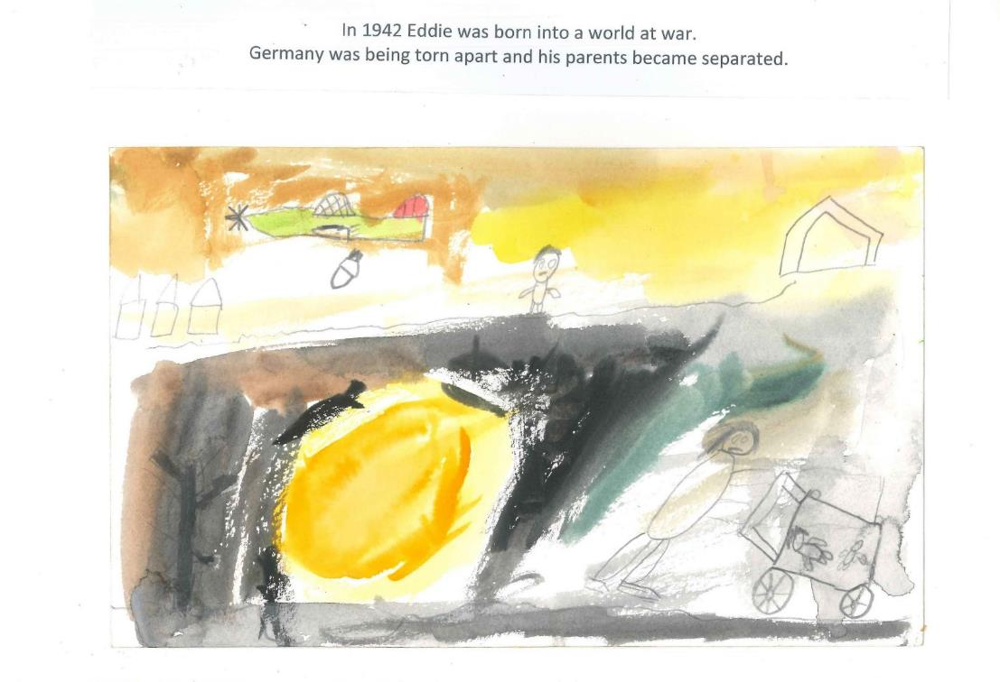 In 1942 Eddie was born into a world at war.
Germany was being torn apart and his parents became separated.